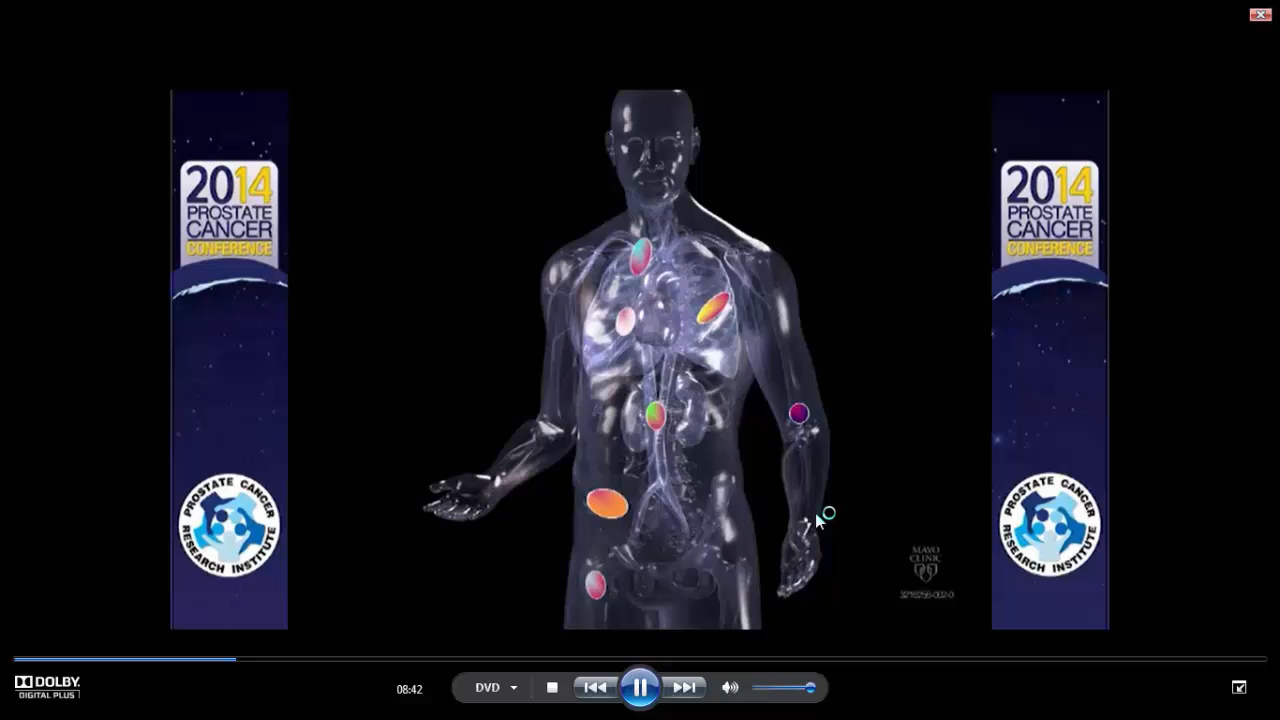 2014
PROSTATE
CANCER
CONFERENCE
PROSTATE CANCER
RESEARCH INSTITUTE
2014
PROSTATE
CANCER
CONFERENCE
PROSTATE CANCER
RESEARCH INSTITUTE
MAYO
CLINIC
DOLBY
DIGITAL PLUS
08:42
DVD